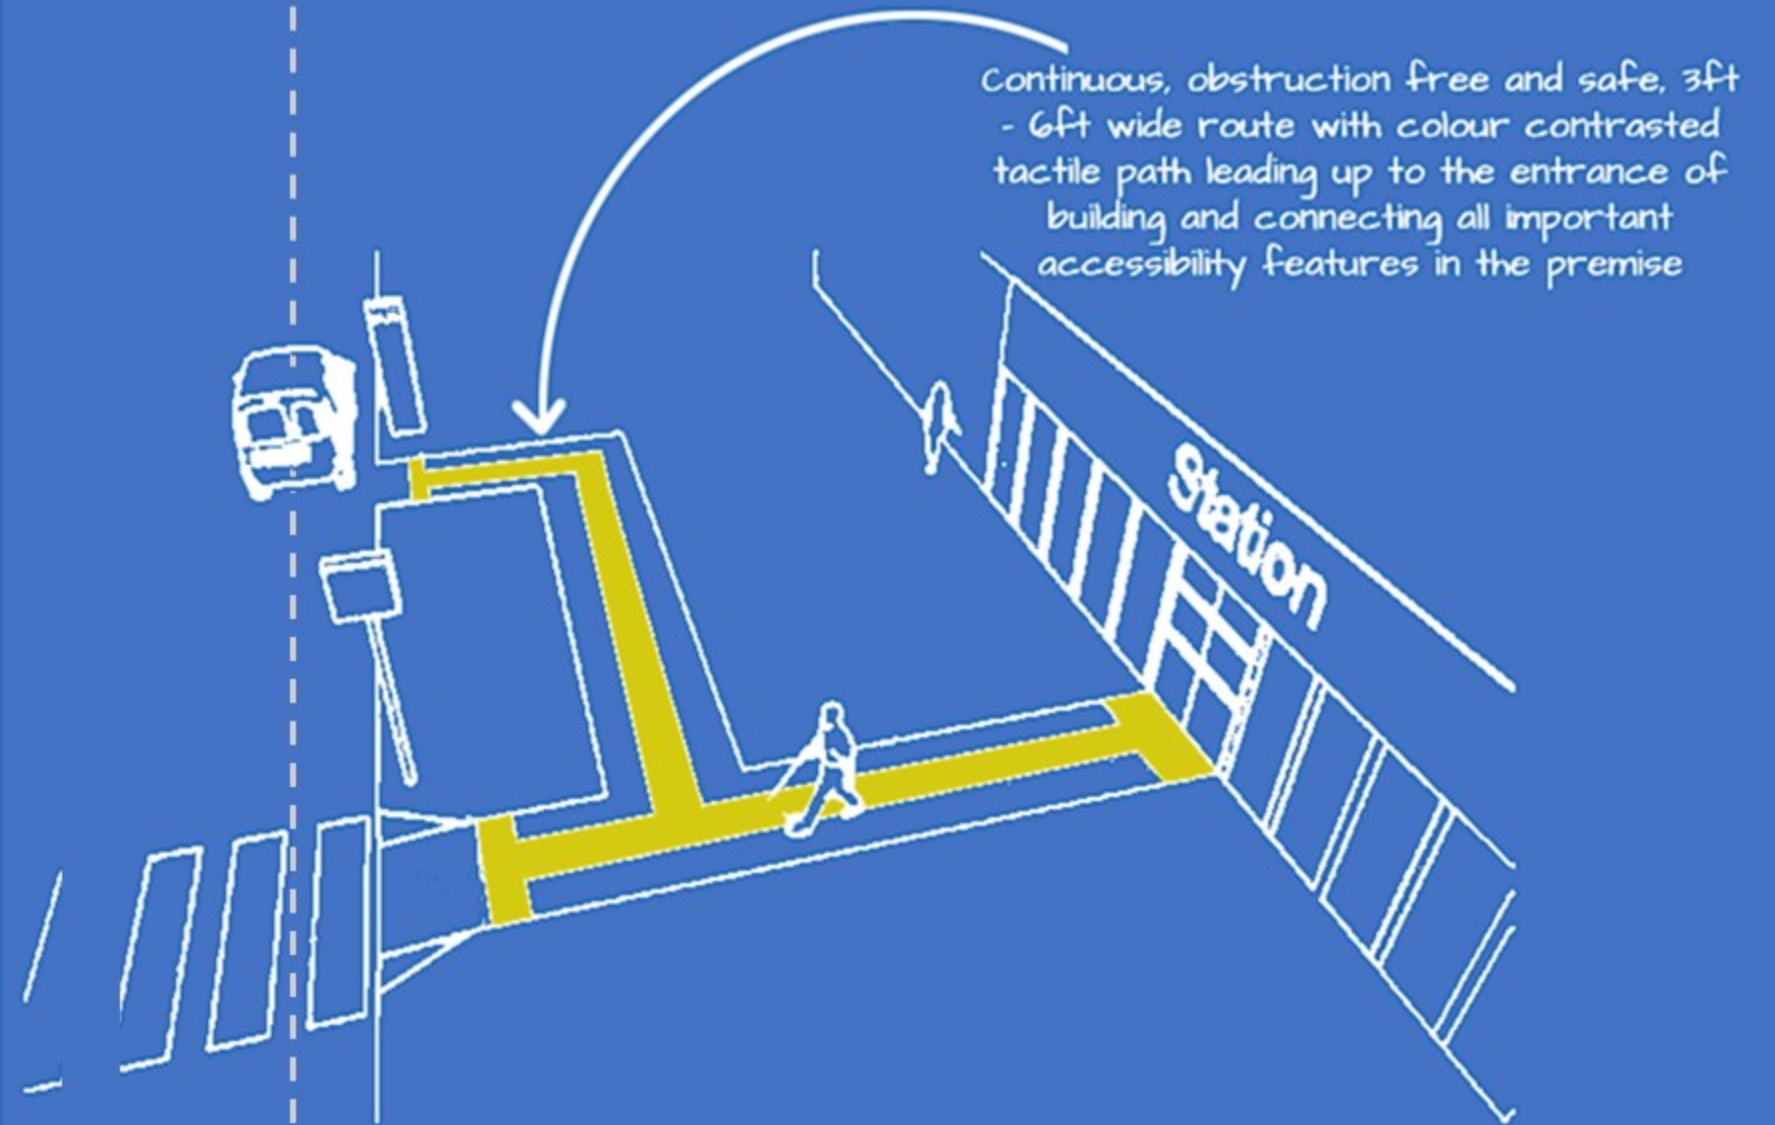 Continuous, obstruction free and safe, 3ft
- 6ft wide route with colour contrasted
tactile path leading up to the entrance of
building and connecting all important
accessibility features in the premise
Station